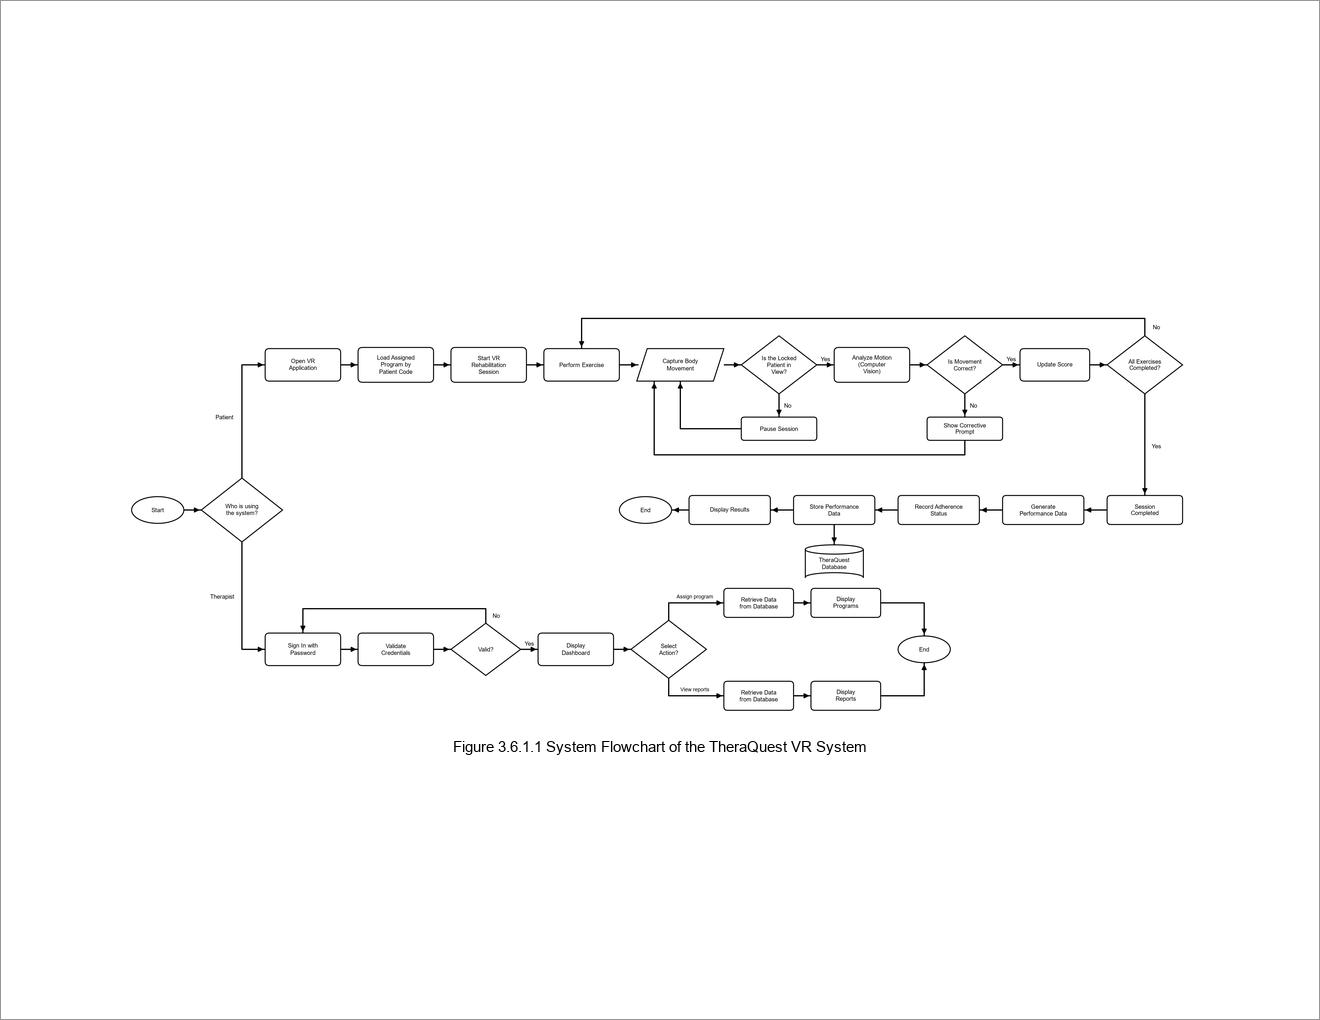 No
Open VR
Application
Load Assigned
Program by
Patient Code
Start VR
Rehabilitation
Session
Perform Exercise
Capture Body
Movement
Is the Locked
Patient in
View?
Yes
Analyze Motion
(Computer
Vision)
Is Movement
Correct?
Yes
Update Score
All Exercises
Completed?
No
Pause Session
No
Show Corrective
Prompt
Patient
Yes
Start
Who is using
the system?
End
Display Results
Store Performance
Data
Record Adherence
Status
Generate
Performance Data
Session
Completed
TheraQuest
Database
Therapist
No
Sign In with
Password
Validate
Credentials
Valid?
Yes
Display
Dashboard
Select
Action?
Assign program
Retrieve Data
from Database
Display
Programs
End
View reports
Retrieve Data
from Database
Display
Reports
Figure 3.6.1.1 System Flowchart of the TheraQuest VR System